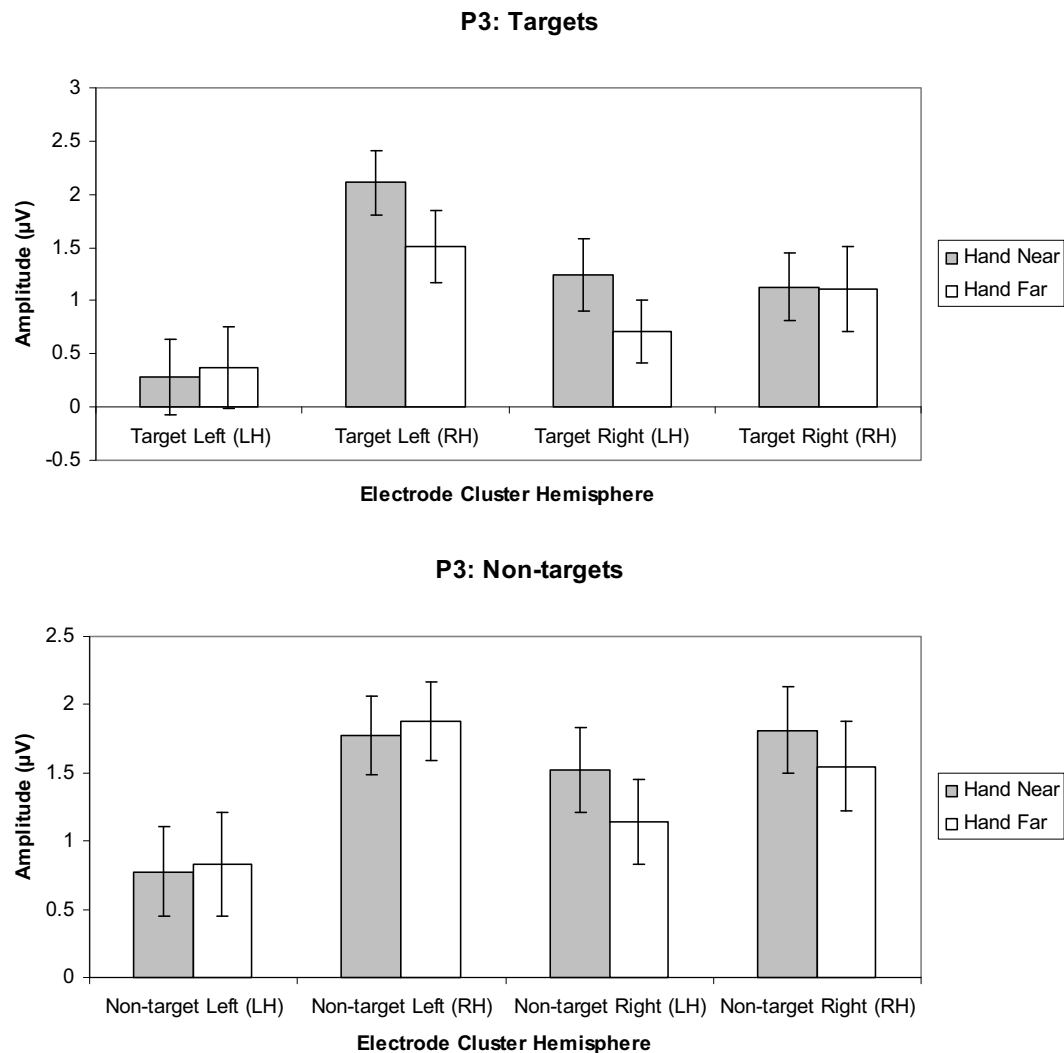 P3: Targets
3
2.5
2
1.5
1
0.5
0
-0.5
Amplitude (µV)
Target Left (LH) Target Left (RH) Target Right (LH) Target Right (RH)
Electrode Cluster Hemisphere
Hand Near
Hand Far
P3: Non-targets
2.5
2
1.5
1
0.5
0
Amplitude (µV)
Non-target Left (LH) Non-target Left (RH) Non-target Right (LH) Non-target Right (RH)
Electrode Cluster Hemisphere
Hand Near
Hand Far